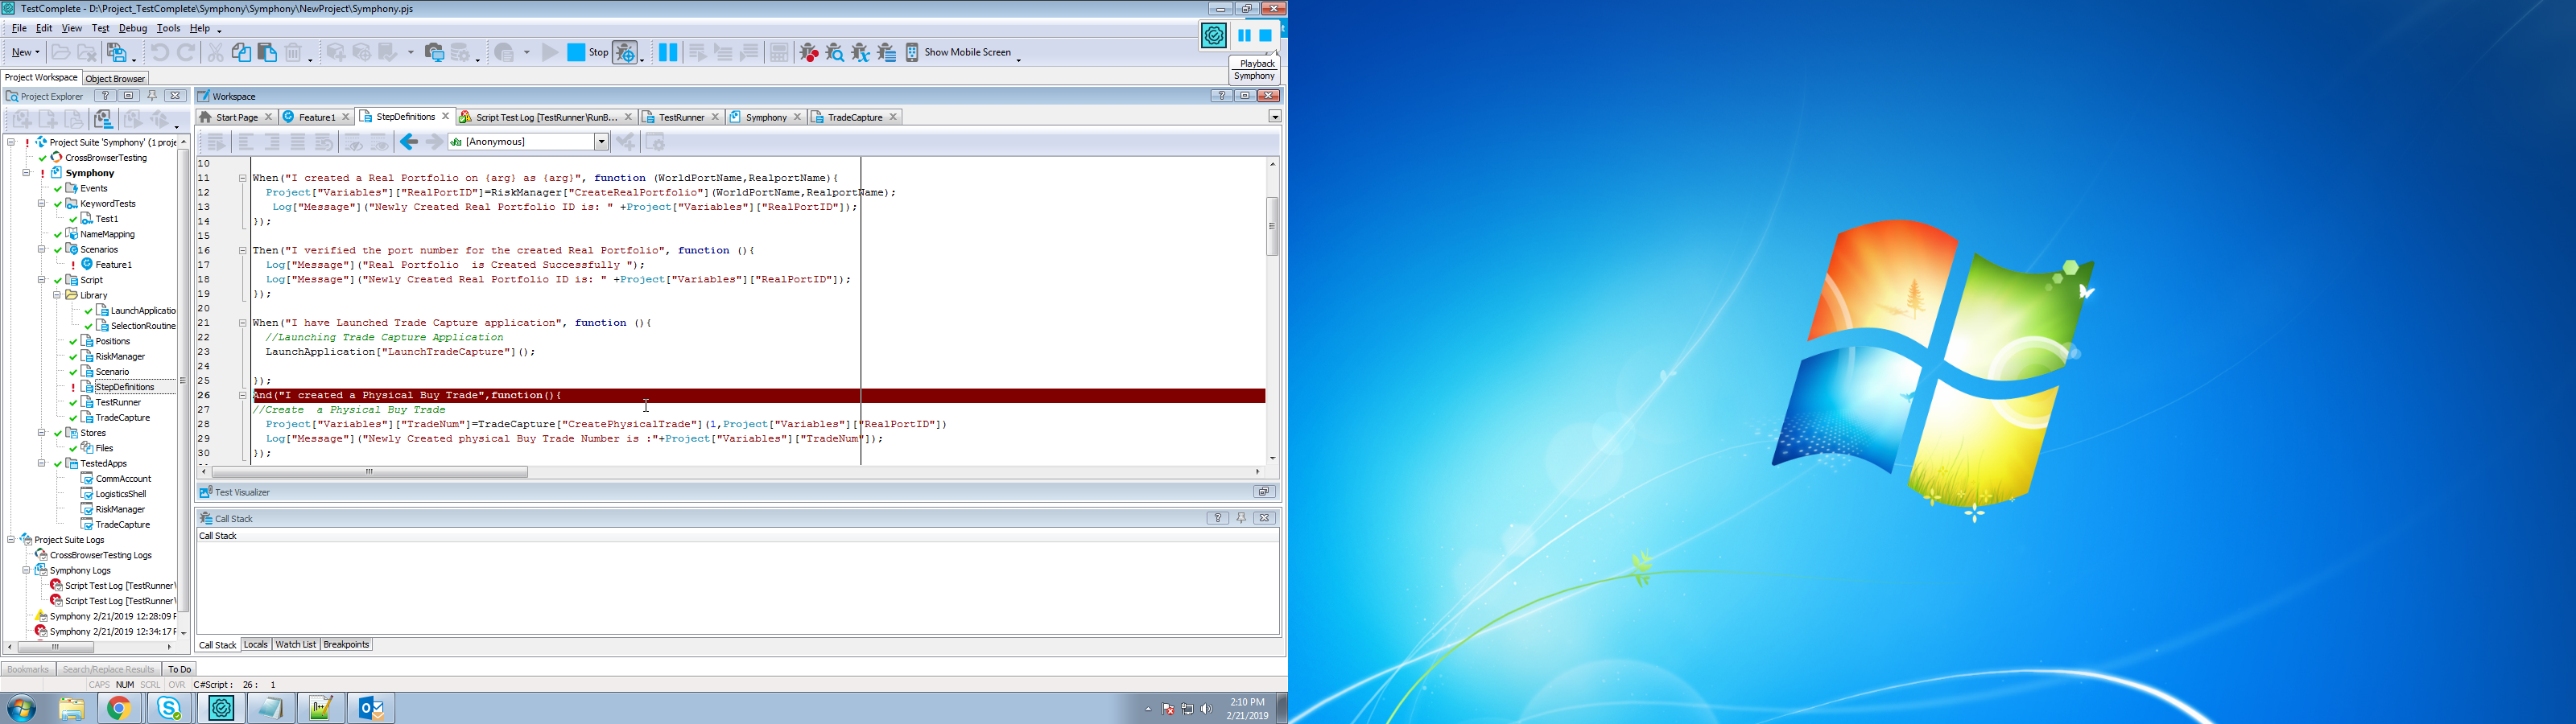 TestComplete - D:\Project_TestComplete\Symphony\Symphony\NewProject\Symphony.pjs
File Edit View Test Debug Tools Help
New Stop Show Mobile Screen
Playback
Symphony
Project Workspace Object Browser
Project Explorer
Workspace
Start Page Feature1 StepDefinitions Script Test Log [TestRunner\RunB... TestRunner Symphony TradeCapture
[Anonymous]
Project Suite 'Symphony' (1 proje
CrossBrowserTesting
Symphony
Events
KeywordTests
Test1
NameMapping
Scenarios
Feature1
Script
Library
LaunchApplicatio
SelectionRoutine
Positions
RiskManager
Scenario
StepDefinitions
TestRunner
TradeCapture
Stores
Files
TestedApps
CommAccount
LogisticsShell
RiskManager
TradeCapture
Project Suite Logs
CrossBrowserTesting Logs
Symphony Logs
Script Test Log [TestRunner\
Script Test Log [TestRunner\
Symphony 2/21/2019 12:28:09 P
Symphony 2/21/2019 12:34:17 P
10
11 When("I created a Real Portfolio on {arg} as {arg}", function (WorldPortName,RealportName){
12 Project["Variables"]["RealPortID"]=RiskManager["CreateRealPortfolio"](WorldPortName,RealportName);
13 Log["Message"]("Newly Created Real Portfolio ID is: " +Project["Variables"]["RealPortID"]);
14 });
15
16 Then("I verified the port number for the created Real Portfolio", function (){
17 Log["Message"]("Real Portfolio  is Created Successfully ");
18 Log["Message"]("Newly Created Real Portfolio ID is: " +Project["Variables"]["RealPortID"]);
19 });
20
21 When("I have Launched Trade Capture application", function (){
22 //Launching Trade Capture Application
23 LaunchApplication["LaunchTradeCapture"]();
24
25 });
26 And("I created a Physical Buy Trade",function(){
27 //Create  a Physical Buy Trade
28 Project["Variables"]["TradeNum"]=TradeCapture["CreatePhysicalTrade"](1,Project["Variables"]["RealPortID"])
29 Log["Message"]("Newly Created physical Buy Trade Number is :"+Project["Variables"]["TradeNum"]);
30 });
Test Visualizer
Call Stack
Call Stack
Call Stack Locals Watch List Breakpoints
Bookmarks Search/Replace Results To Do
CAPS NUM SCRL OVR C#Script : 26 : 1
2:10 PM
2/21/2019